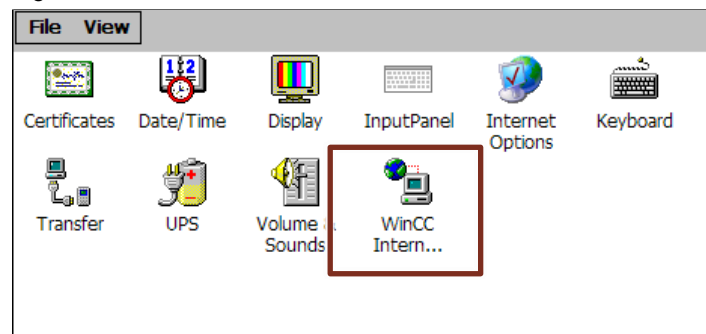 File View
Certificates Date/Time Display InputPanel Internet Options Keyboard
Transfer UPS Volume & Sounds WinCC Intern...